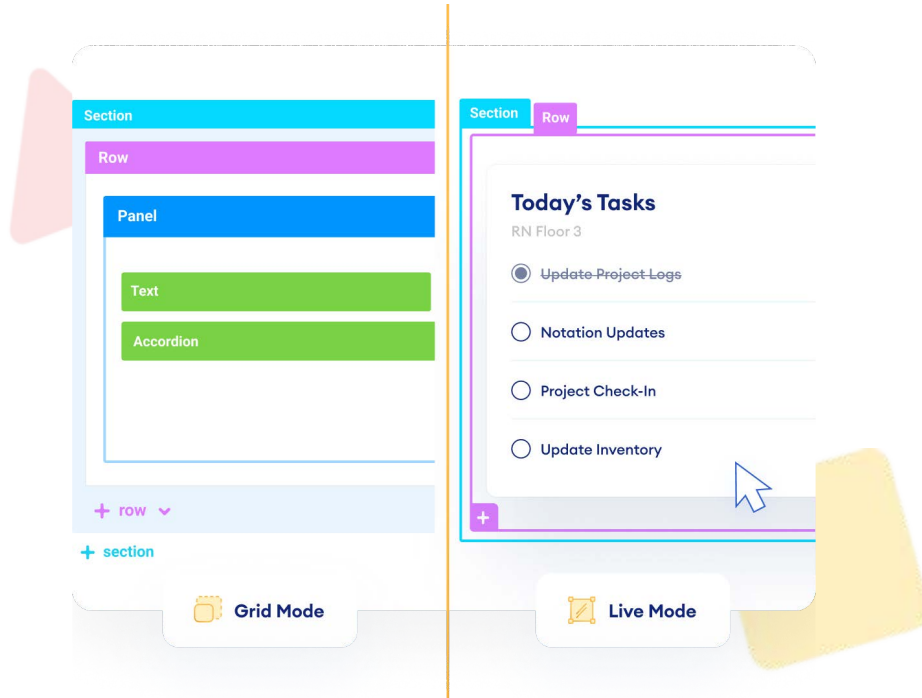 Section
Row
Panel
Text
Accordion
+ row
+ section
Grid Mode
Section
Row
Today's Tasks
RN Floor 3
Update Project Logs
Notation Updates
Project Check-In
Update Inventory
+
Live Mode